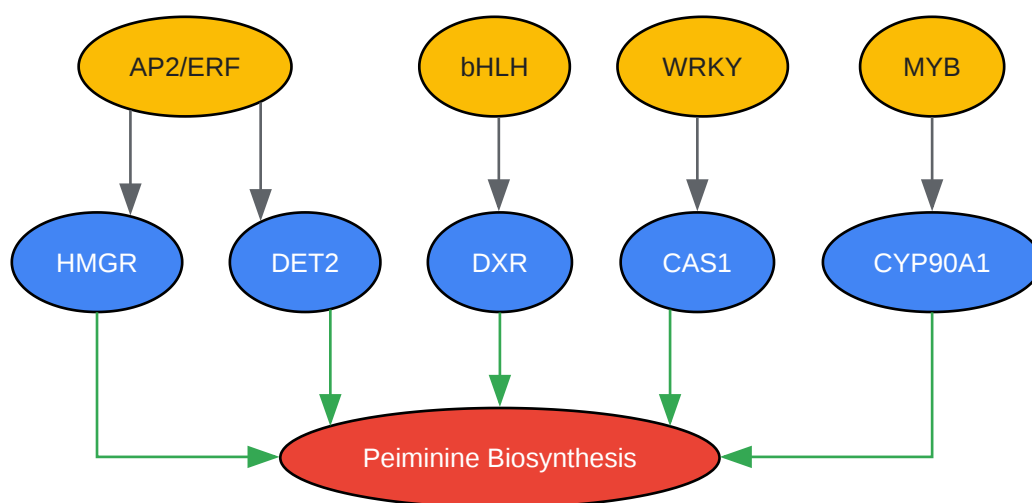 AP2/ERF
bHLH
WRKY
MYB
HMGR
DET2
DXR
CAS1
CYP90A1
Peiminine Biosynthesis